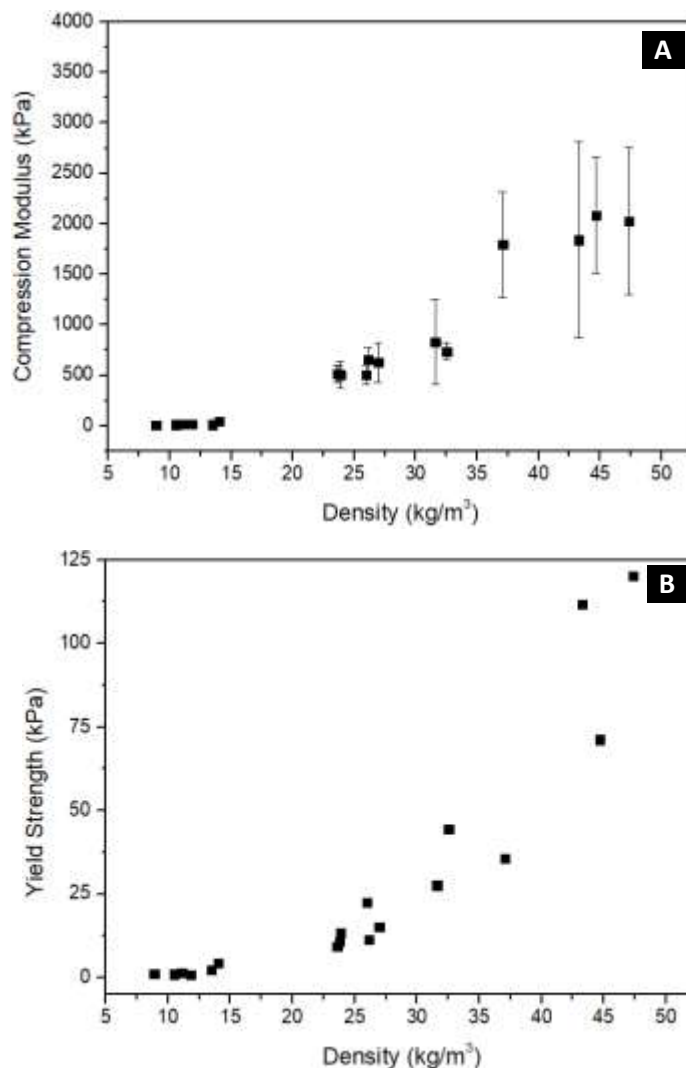 A
4000
3500
3000
2500
2000
1500
1000
500
0
Compression Modulus (kPa)
5 10 15 20 25 30 35 40 45 50
Density (kg/m³)
B
125
100
75
50
25
0
Yield Strength (kPa)
5 10 15 20 25 30 35 40 45 50
Density (kg/m³)